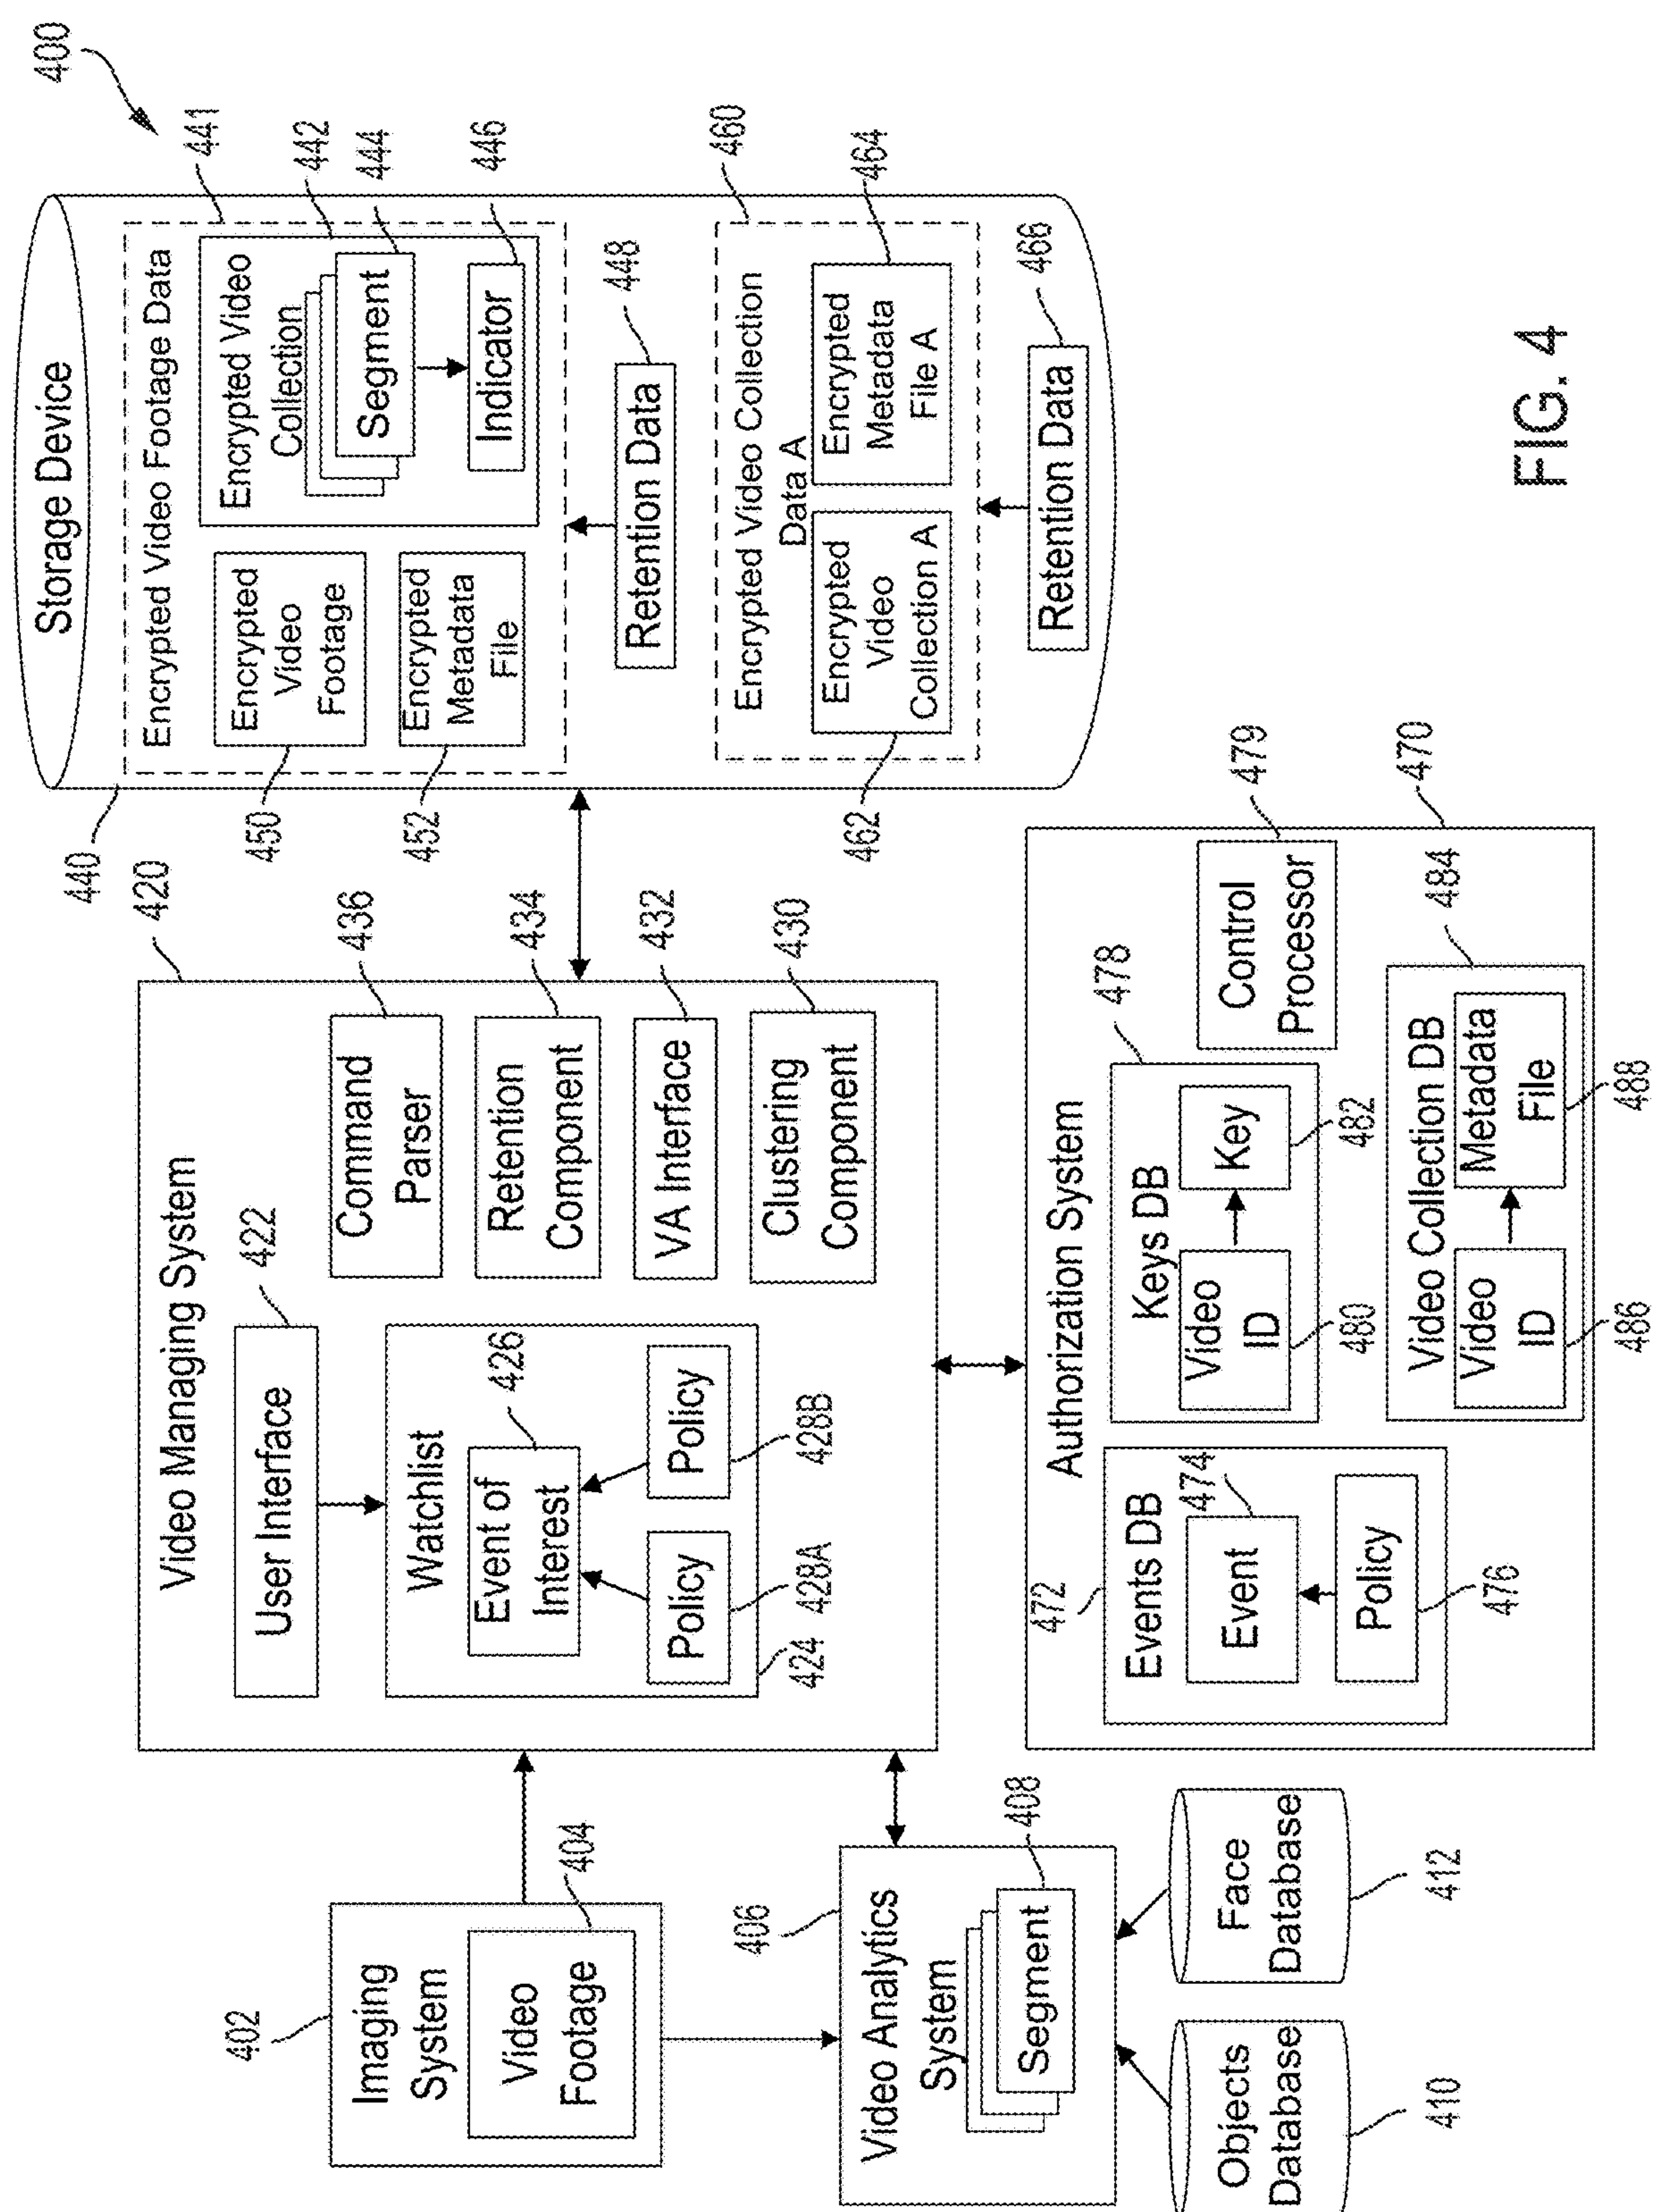 400
Storage Device
440
Encrypted Video Footage Data
441
Encrypted Video
Collection
442
Segment
444
Indicator
446
Encrypted
Video
Footage
450
Encrypted
Metadata
File
452
Retention Data
448
Encrypted Video Collection
Data A
460
Encrypted
Video
Collection A
462
Encrypted
Metadata
File A
464
Retention Data
466
Video Managing System
420
User Interface
422
Watchlist
424
Event of
Interest
426
Policy
428A
Policy
428B
Command
Parser
436
Retention
Component
434
VA Interface
432
Clustering
Component
430
Imaging
System
402
Video
Footage
404
Video Analytics
System
406
Segment
408
Objects
Database
410
Face
Database
412
Authorization System
470
Events DB
472
Event
474
Policy
476
Keys DB
478
Video
ID
480
Key
482
Control
Processor
479
Video Collection DB
484
Video
ID
486
Metadata
File
488
FIG. 4